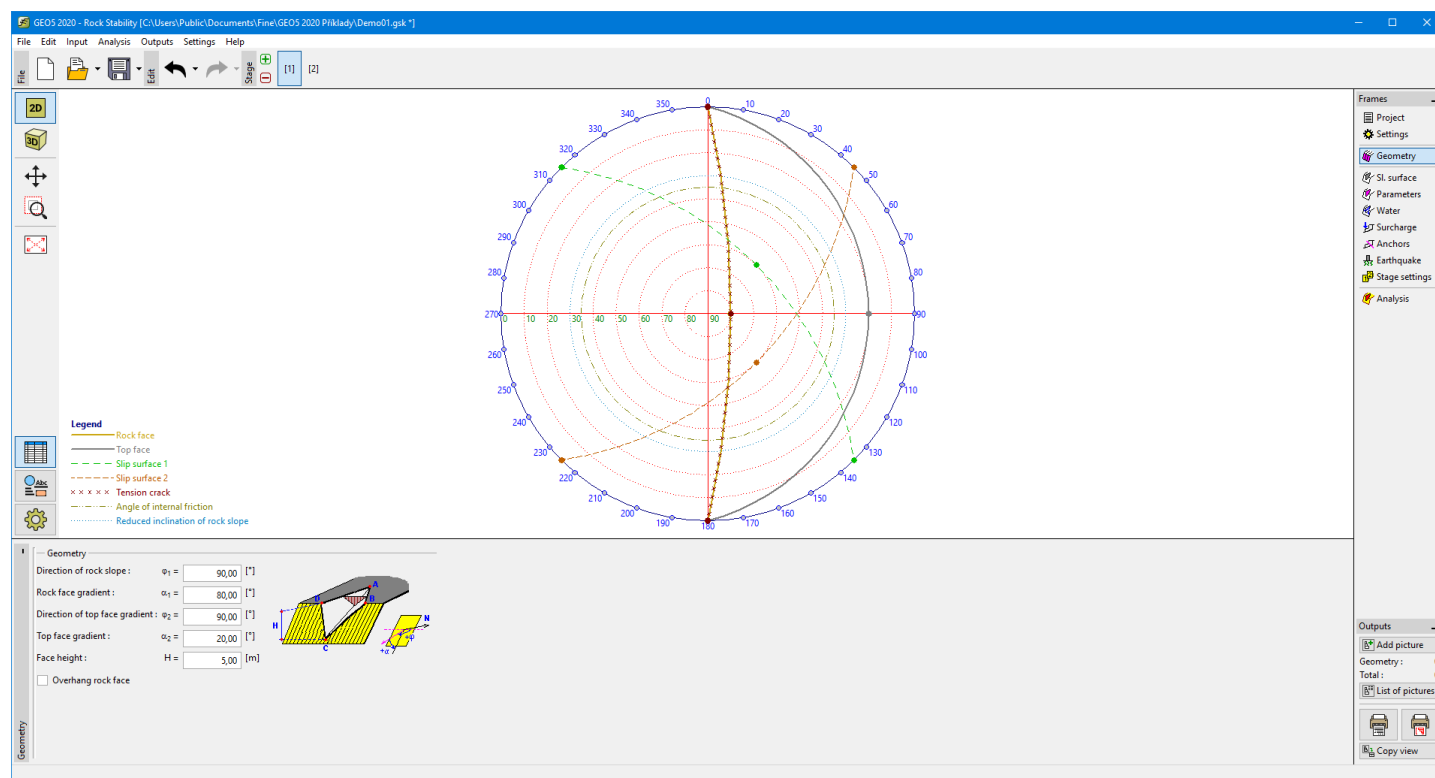 GEO5 2020 - Rock Stability [C:\Users\Public\Documents\Fine\GEO5 2020 Příklady\Demo01.gsk *]
File Edit Input Analysis Outputs Settings Help
File
Edit
Stage
[1] [2]
2D
3D
Abc
0 10 20 30 40 50 60 70 80 90 100 110 120 130 140 150 160 170 180 190 200 210 220 230 240 250 260 270 280 290 300 310 320 330 340 350
0 10 20 30 40 50 60 70 80 90
Legend
Rock face
Top face
Slip surface 1
Slip surface 2
Tension crack
Angle of internal friction
Reduced inclination of rock slope
Frames
Project
Settings
Geometry
Sl. surface
Parameters
Water
Surcharge
Anchors
Earthquake
Stage settings
Analysis
Geometry
Direction of rock slope : φ1 = 90,00 [°]
Rock face gradient : α1 = 80,00 [°]
Direction of top face gradient : φ2 = 90,00 [°]
Top face gradient : α2 = 20,00 [°]
Face height : H = 5,00 [m]
Overhang rock face
A
D B
H
C
N
+φ
+α
Geometry
Outputs
Add picture
Geometry :
Total :
List of pictures
Copy view